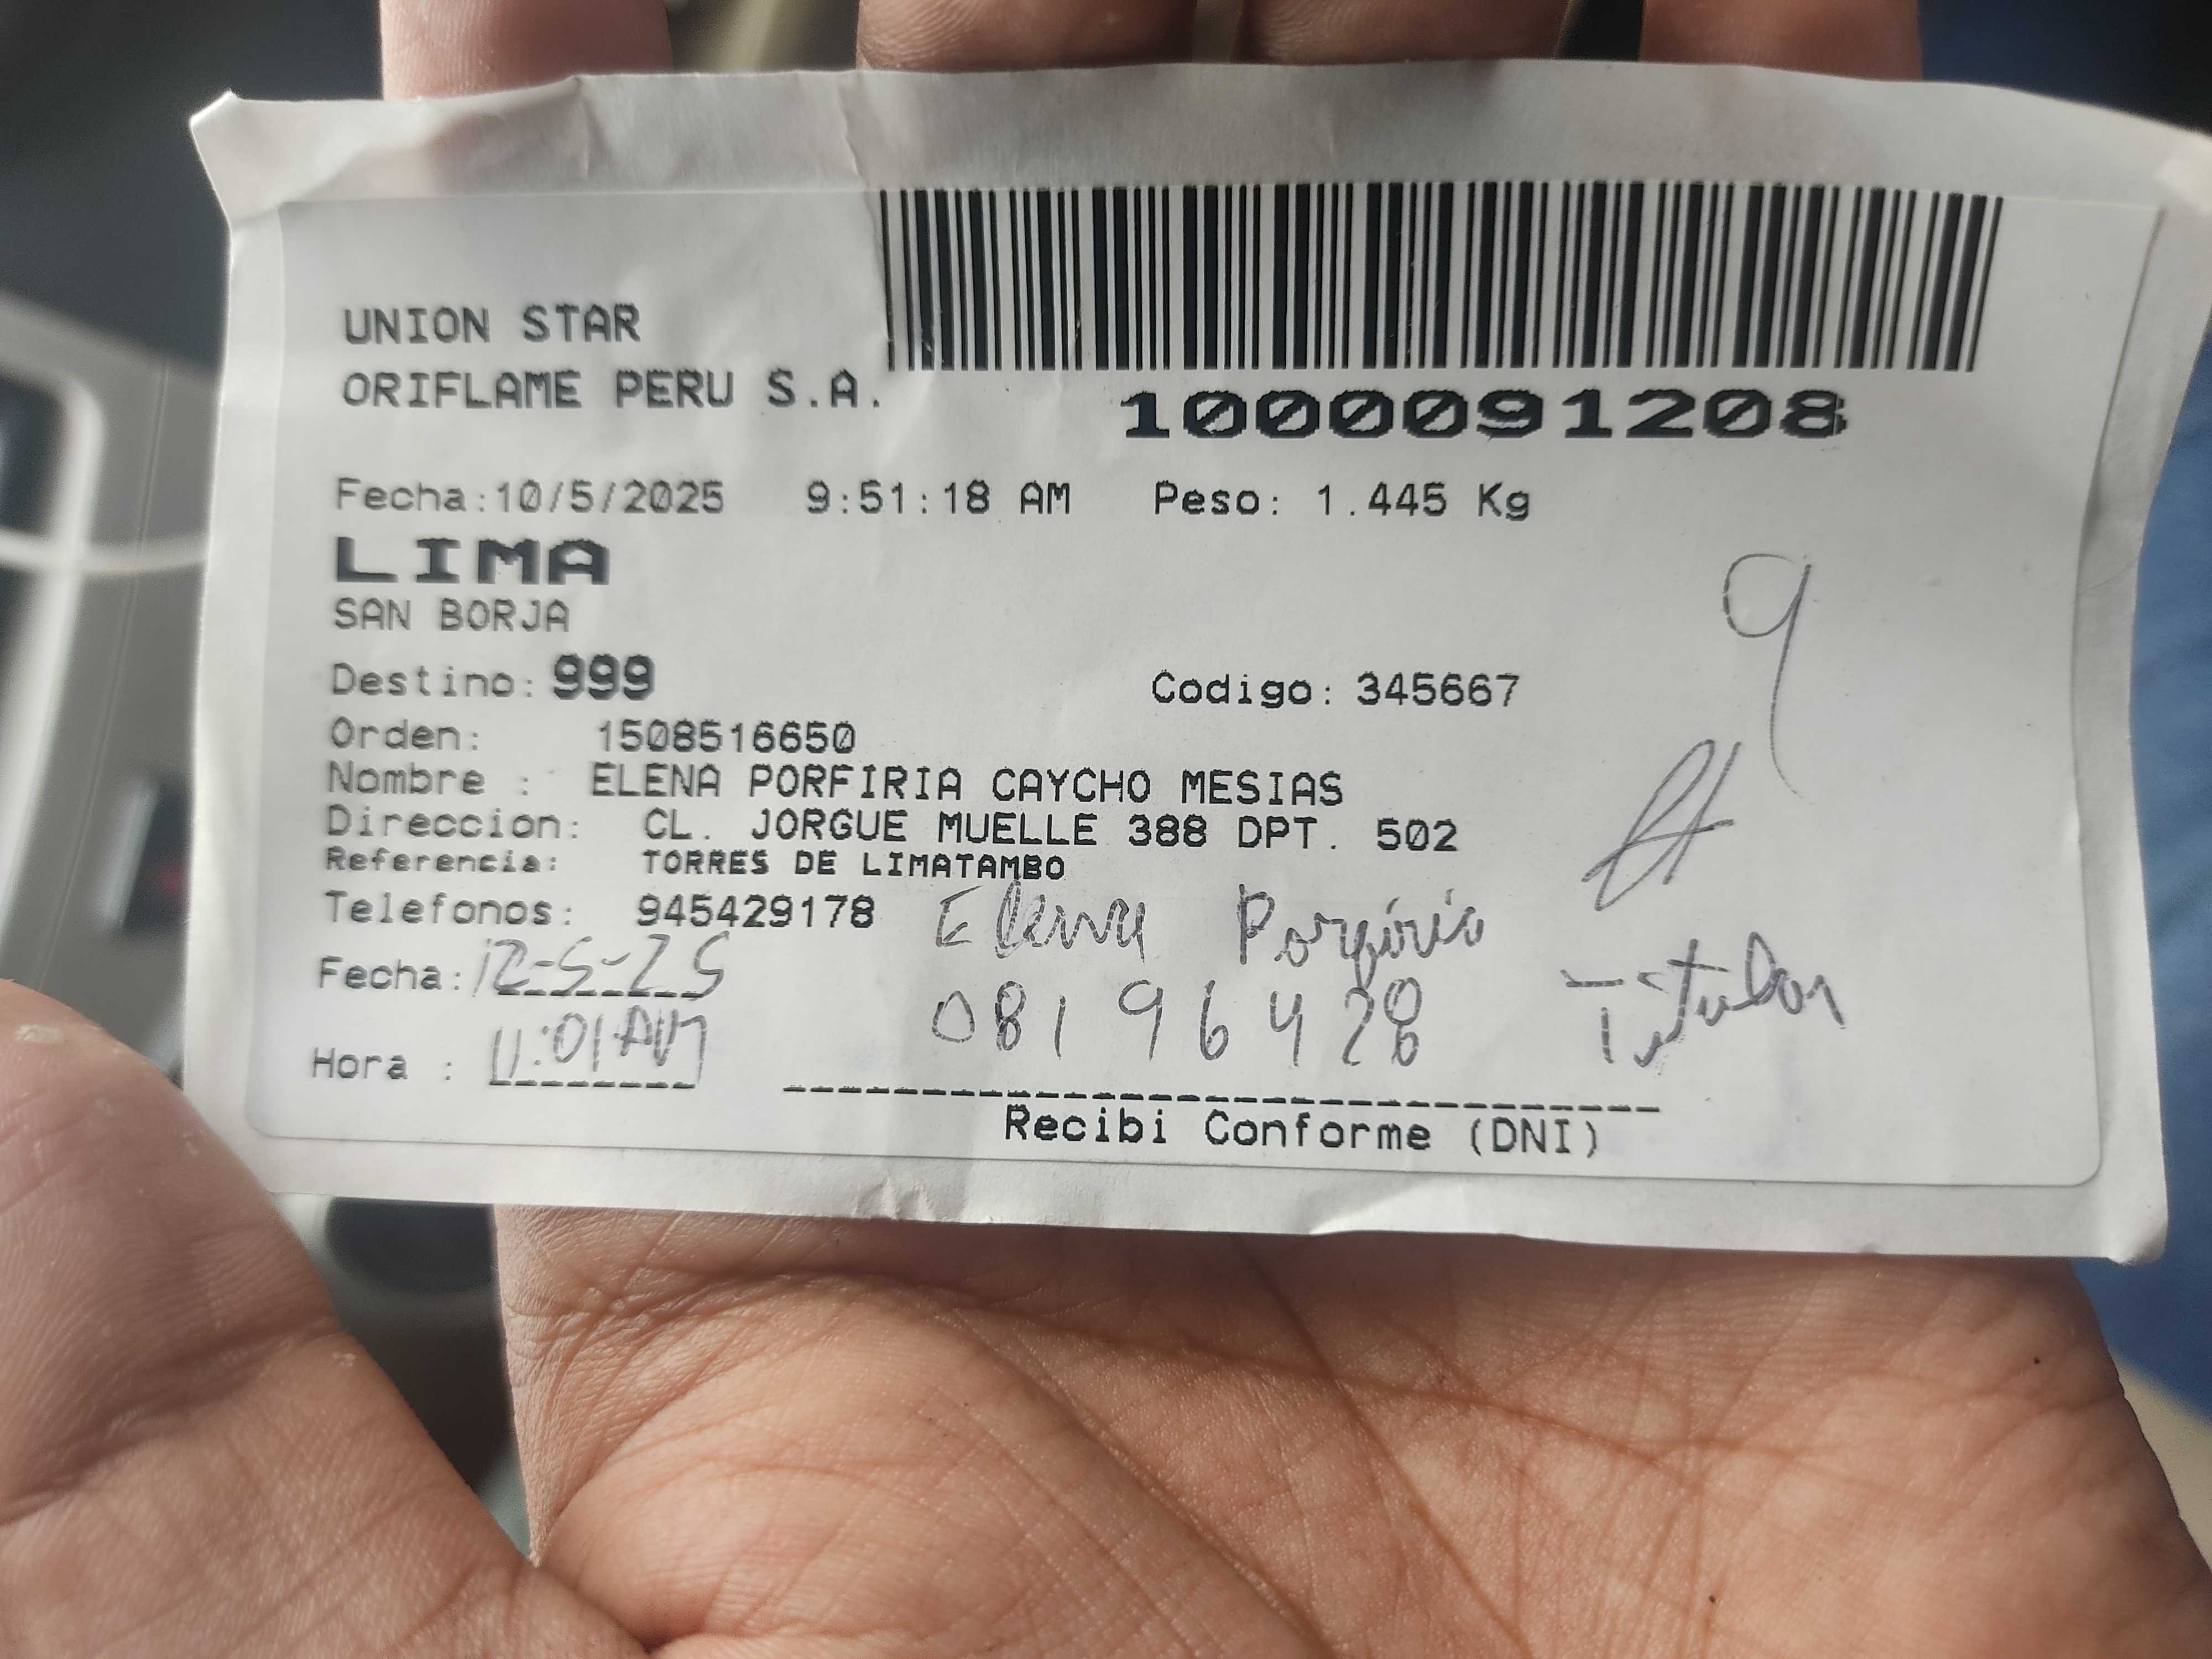 UNION STAR
ORIFLAME PERU S.A.
1000091208
Fecha:10/5/2025 9:51:18 AM Peso: 1.445 Kg
LIMA
SAN BORJA
9
Destino: 999 Codigo: 345667
Orden: 1508516650
Nombre : ELENA PORFIRIA CAYCHO MESIAS
Direccion: CL. JORGUE MUELLE 388 DPT. 502
Referencia: TORRES DE LIMATAMBO
Telefonos: 945429178 Elena Porfiria
Fecha: 12-5-25 08196428 Titular
Hora : 11:01 AM
Recibi Conforme (DNI)